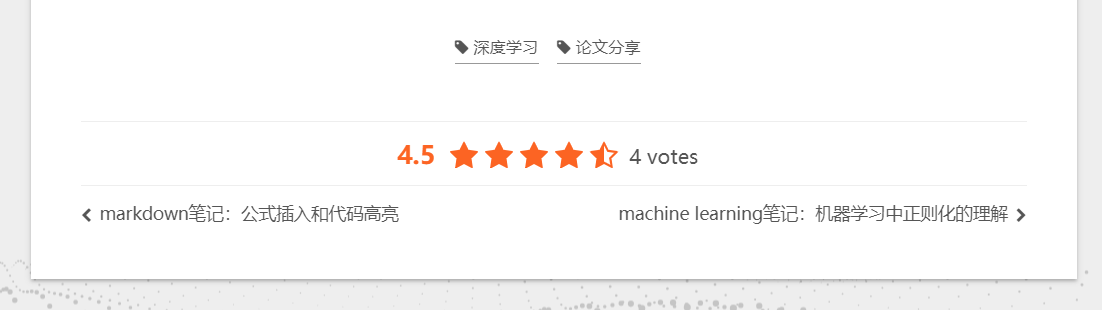 深度学习 论文分享
4.5 4 votes
markdown笔记：公式插入和代码高亮 machine learning笔记：机器学习中正则化的理解